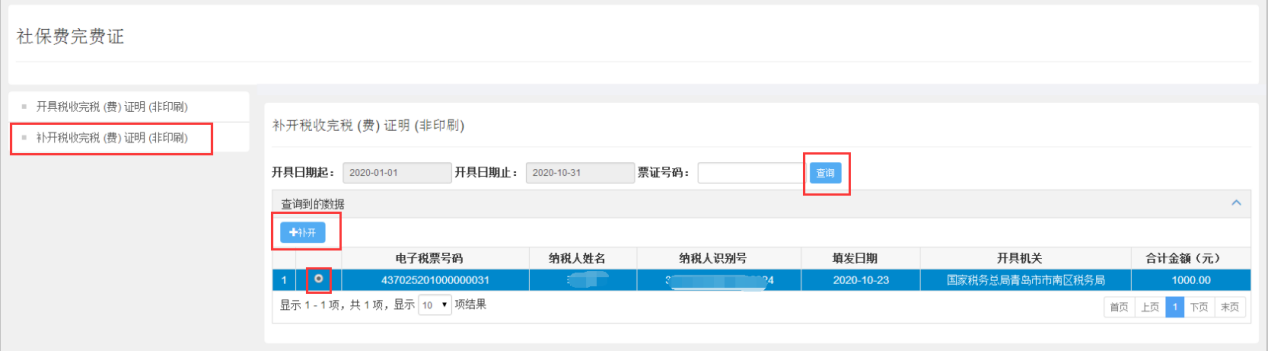 社保费完费证
开具税收完税 (费) 证明 (非印刷)
补开税收完税 (费) 证明 (非印刷)
补开税收完税 (费) 证明 (非印刷)
开具日期起： 2020-01-01 开具日期止： 2020-10-31 票证号码： 查询
查询到的数据
补开
电子税票号码 纳税人姓名 纳税人识别号 填发日期 开具机关 合计金额（元）
1 437025201000000031 2020-10-23 国家税务总局青岛市市南区税务局 1000.00
显示 1 - 1 项，共 1 项，显示 10 项结果
首页 上页 1 下页 末页